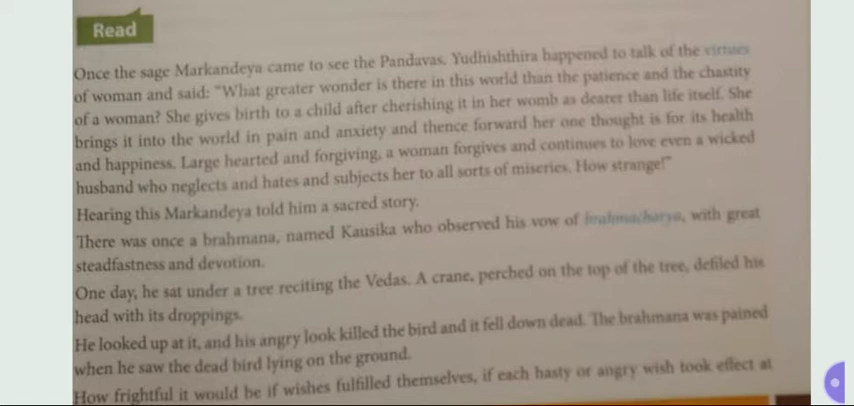 Read
Once the sage Markandeya came to see the Pandavas. Yudhishthira happened to talk of the virtues
of woman and said: "What greater wonder is there in this world than the patience and the chastity
of a woman? She gives birth to a child after cherishing it in her womb as dearer than life itself. She
brings it into the world in pain and anxiety and thence forward her one thought is for its health
and happiness. Large hearted and forgiving, a woman forgives and continues to love even a wicked
husband who neglects and hates and subjects her to all sorts of miseries. How strange!"
Hearing this Markandeya told him a sacred story.
There was once a brahmana, named Kausika who observed his vow of brahmacharya, with great
steadfastness and devotion.
One day, he sat under a tree reciting the Vedas. A crane, perched on the top of the tree, defiled his
head with its droppings.
He looked up at it, and his angry look killed the bird and it fell down dead. The brahmana was pained
when he saw the dead bird lying on the ground.
How frightful it would be if wishes fulfilled themselves, if each hasty or angry wish took effect at